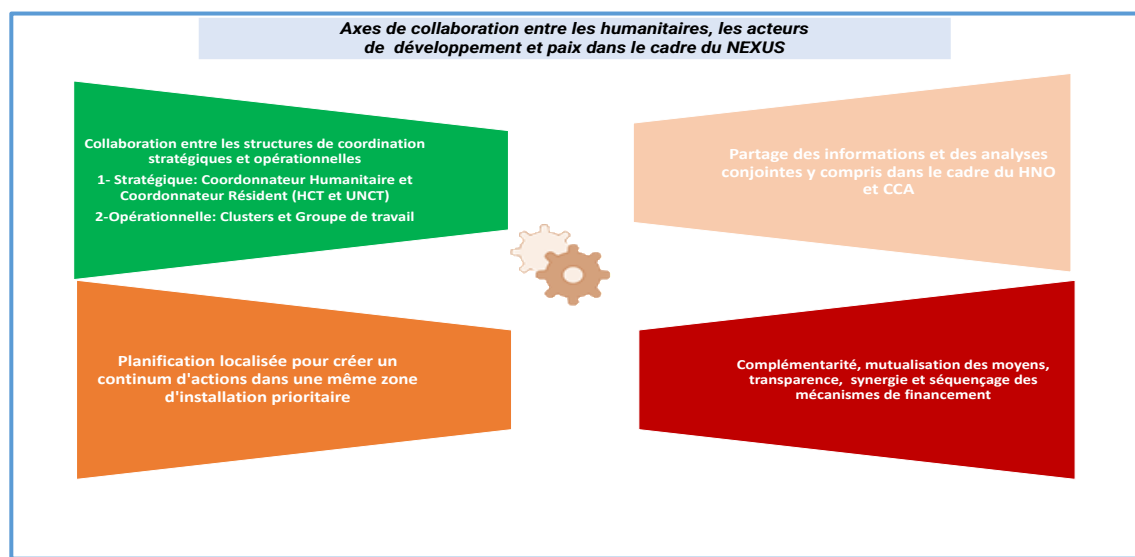 Axes de collaboration entre les humanitaires, les acteurs
de développement et paix dans le cadre du NEXUS
Collaboration entre les structures de coordination
stratégiques et opérationnelles
1- Stratégique: Coordonnateur Humanitaire et
Coordonnateur Résident (HCT et UNCT)
2-Opérationnelle: Clusters et Groupe de travail
Partage des informations et des analyses
conjointes y compris dans le cadre du HNO
et CCA
Planification localisée pour créer un
continum d'actions dans une même zone
d'installation prioritaire
Complémentarité, mutualisation des moyens,
transparence, synergie et séquençage des
mécanismes de financement